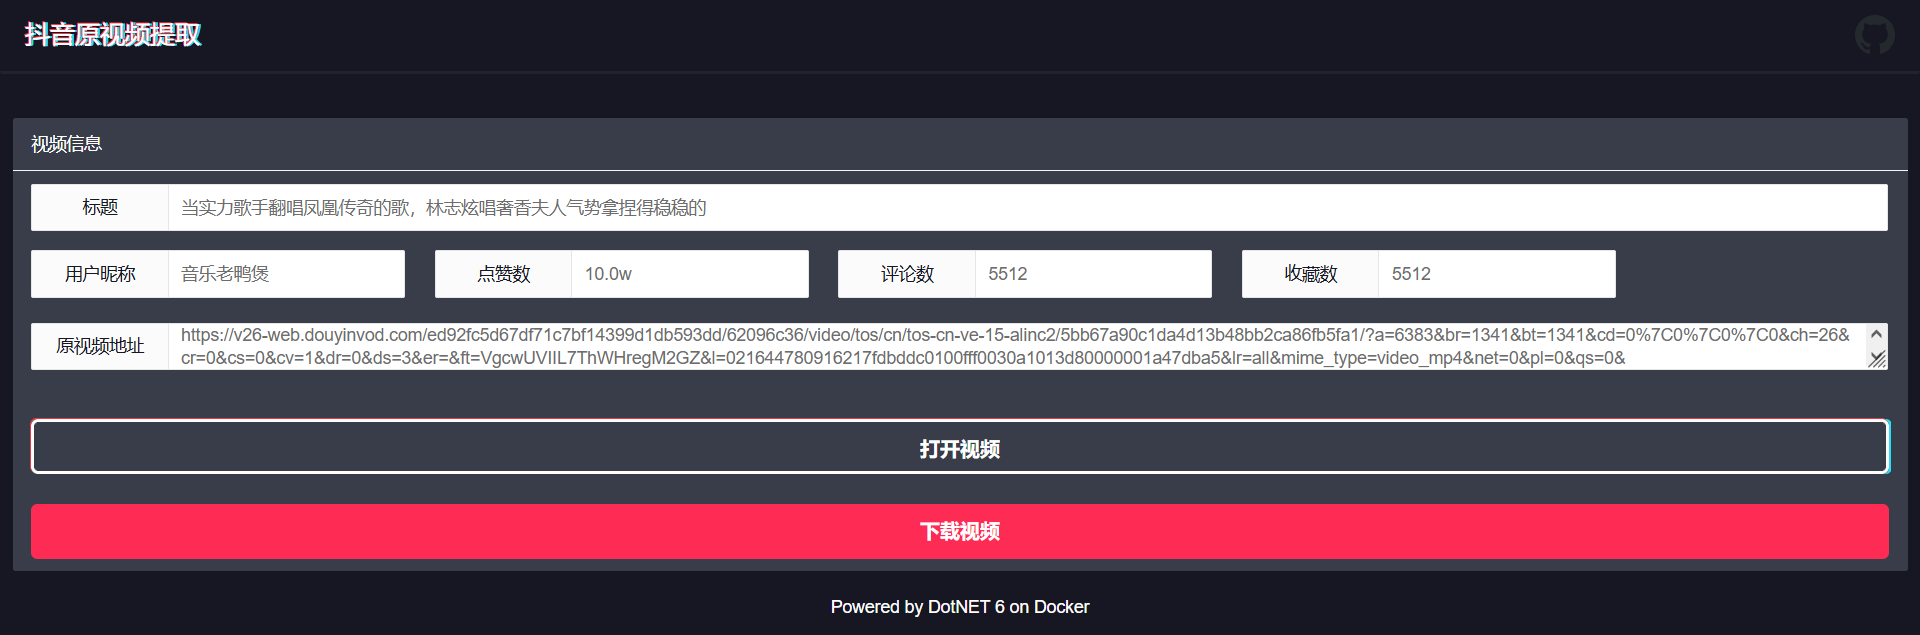 抖音原视频提取
视频信息
标题 当实力歌手翻唱凤凰传奇的歌，林志炫唱奢香夫人气势拿捏得稳稳的
用户昵称 音乐老鸭煲 点赞数 10.0w 评论数 5512 收藏数 5512
原视频地址 https://v26-web.douyinvod.com/ed92fc5d67df71c7bf14399d1db593dd/62096c36/video/tos/cn/tos-cn-ve-15-alinc2/5bb67a90c1da4d13b48bb2ca86fb5fa1/?a=6383&br=1341&bt=1341&cd=0%7C0%7C0%7C0&ch=26&
cr=0&cs=0&cv=1&dr=0&ds=3&er=&ft=VgcwUVIIL7ThWHregM2GZ&l=021644780916217fdbddc0100fff0030a1013d80000001a47dba5&lr=all&mime_type=video_mp4&net=0&pl=0&qs=0&
打开视频
下载视频
Powered by DotNET 6 on Docker